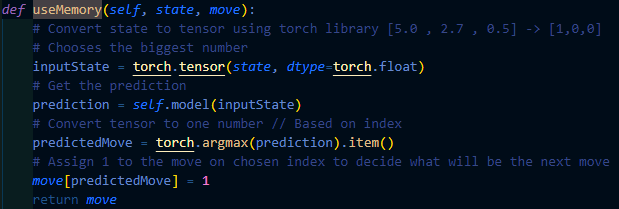 def useMemory(self, state, move):
# Convert state to tensor using torch library [5.0 , 2.7 , 0.5] -> [1,0,0]
# Chooses the biggest number
inputState = torch.tensor(state, dtype=torch.float)
# Get the prediction
prediction = self.model(inputState)
# Convert tensor to one number // Based on index
predictedMove = torch.argmax(prediction).item()
# Assign 1 to the move on chosen index to decide what will be the next move
move[predictedMove] = 1
return move